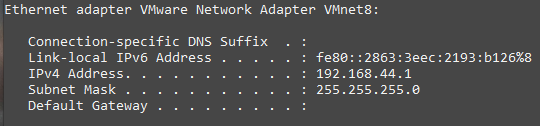 Ethernet adapter VMware Network Adapter VMnet8:
Connection-specific DNS Suffix  . :
Link-local IPv6 Address . . . . . : fe80::2863:3eec:2193:b126%8
IPv4 Address. . . . . . . . . . . : 192.168.44.1
Subnet Mask . . . . . . . . . . . : 255.255.255.0
Default Gateway . . . . . . . . . :